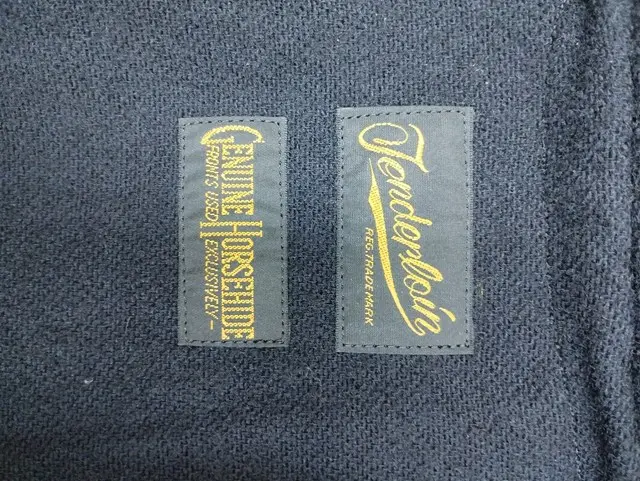 Tenderloin
REG. TRADE MARK
GENUINE HORSEHIDE
FRONTS USED EXCLUSIVELY-